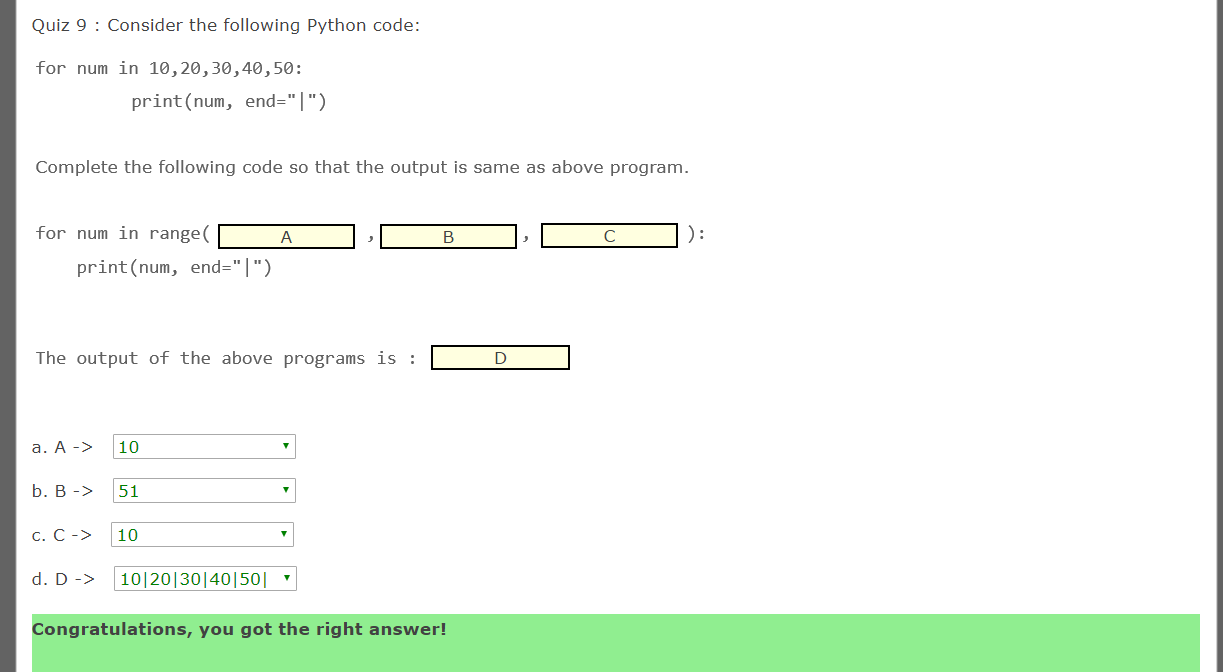 Quiz 9 : Consider the following Python code:
for num in 10,20,30,40,50:
print(num, end="|")
Complete the following code so that the output is same as above program.
for num in range( A , B , C ):
print(num, end="|")
The output of the above programs is : D
a. A -> 10
b. B -> 51
c. C -> 10
d. D -> 10|20|30|40|50|
Congratulations, you got the right answer!